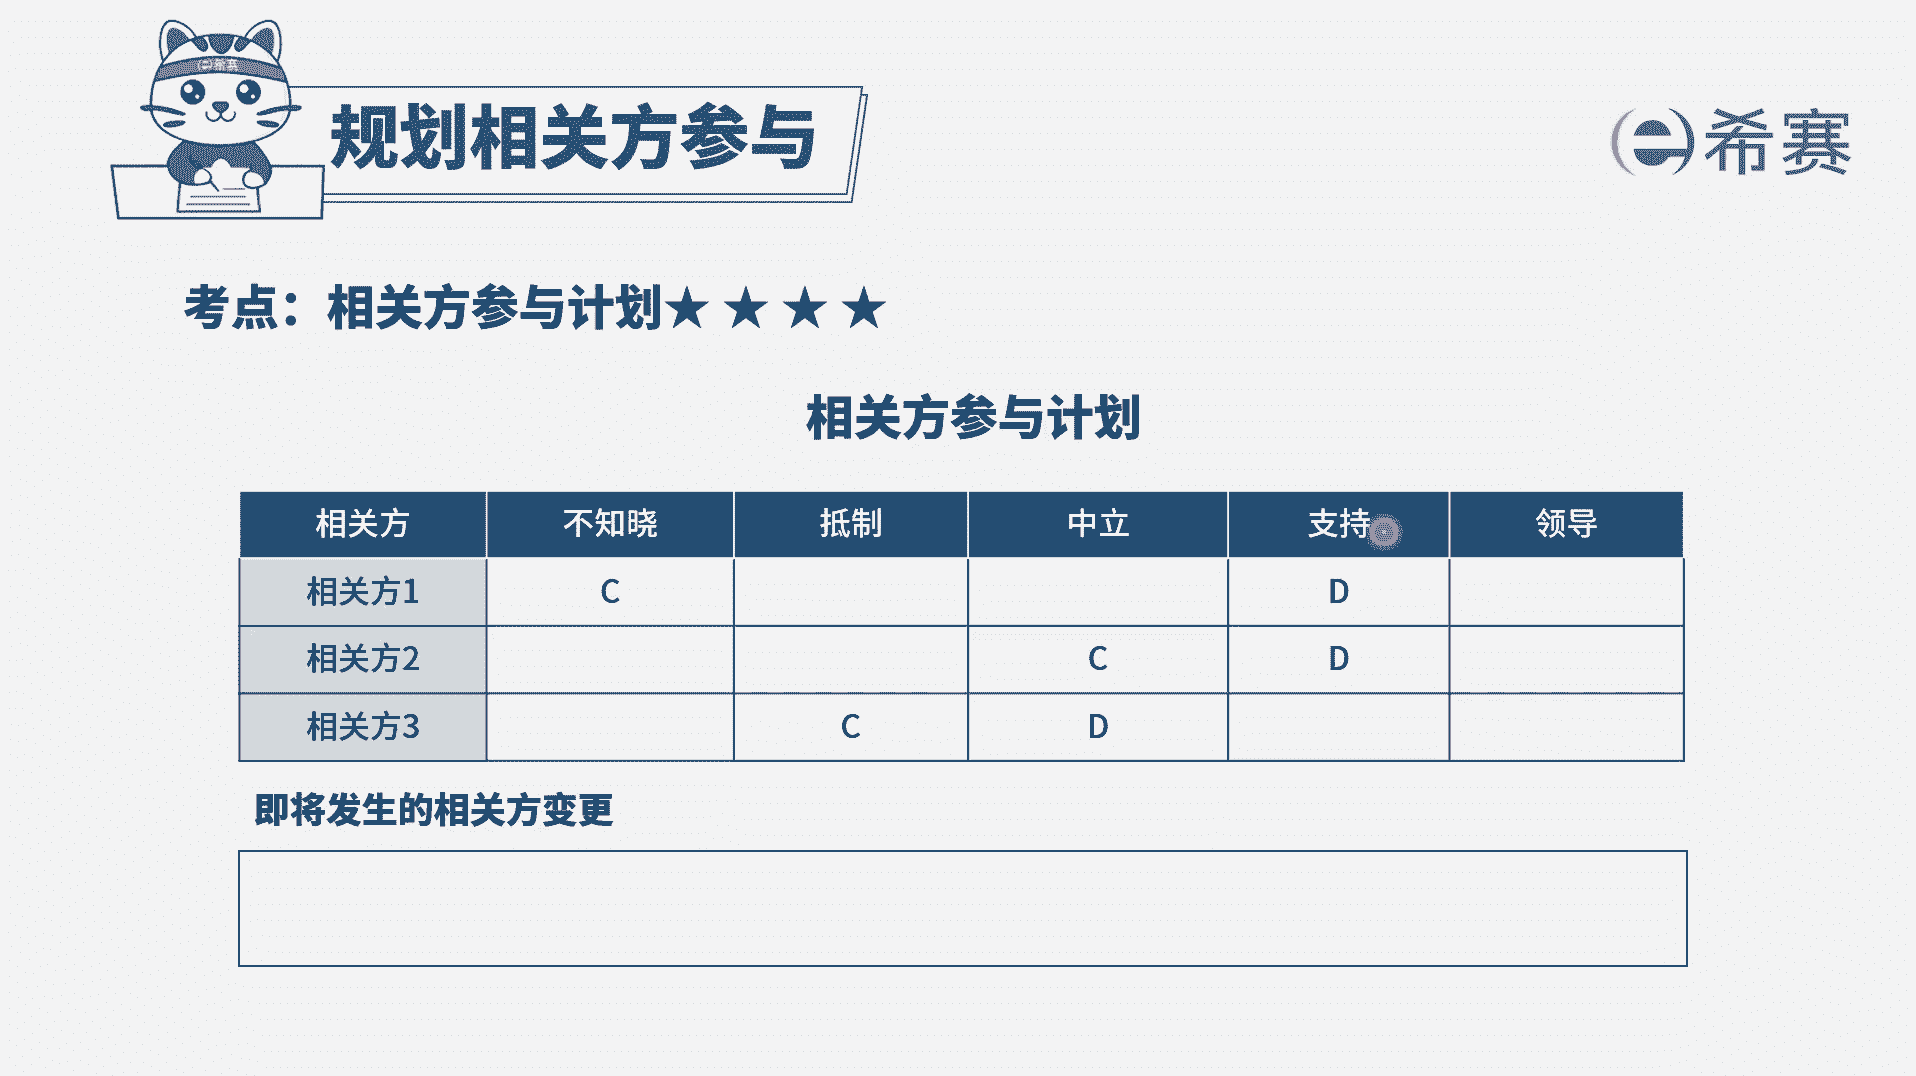 希赛
规划相关方参与
希赛
考点：相关方参与计划★ ★ ★ ★
相关方参与计划
相关方 不知晓 抵制 中立 支持 领导
相关方1 C D
相关方2 C D
相关方3 C D
即将发生的相关方变更